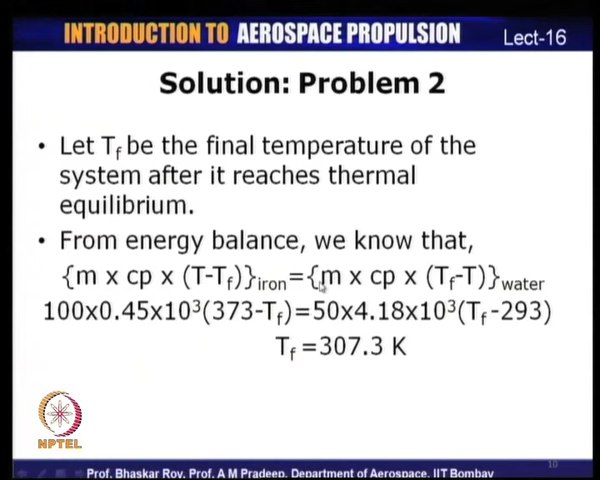 INTRODUCTION TO AEROSPACE PROPULSION Lect-16
Solution: Problem 2
• Let Tf be the final temperature of the
system after it reaches thermal
equilibrium.
• From energy balance, we know that,
{m x cp x (T-Tf)}iron={m x cp x (Tf-T)}water
100x0.45x10³(373-Tf)=50x4.18x10³(Tf-293)
Tf =307.3 K
NPTEL
10
Prof. Bhaskar Roy, Prof. A M Pradeep, Department of Aerospace, IIT Bombay